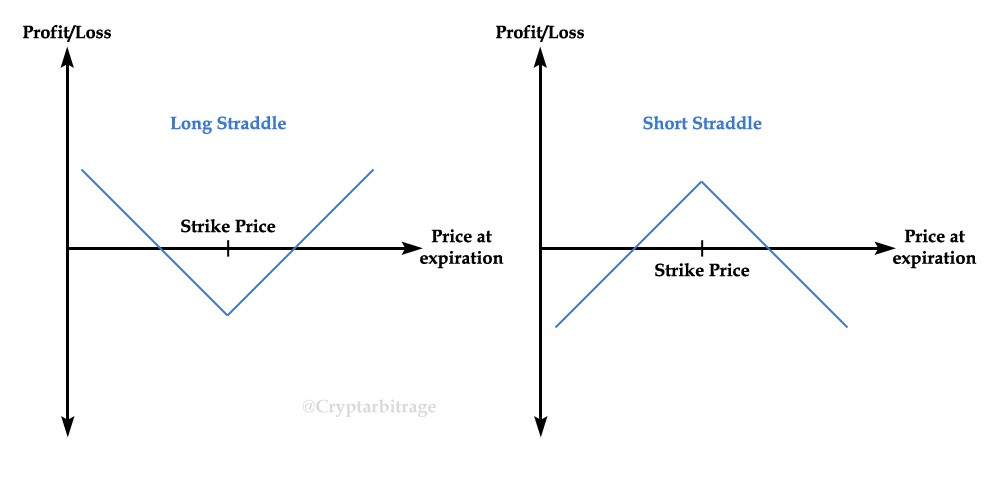 Profit/Loss
Long Straddle
Strike Price
Price at
expiration
@Cryptarbitrage
Profit/Loss
Short Straddle
Strike Price
Price at
expiration